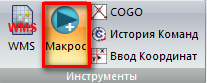 WMS
WMS
Макрос
COGO
История Команд
Ввод Координат
Инструменты